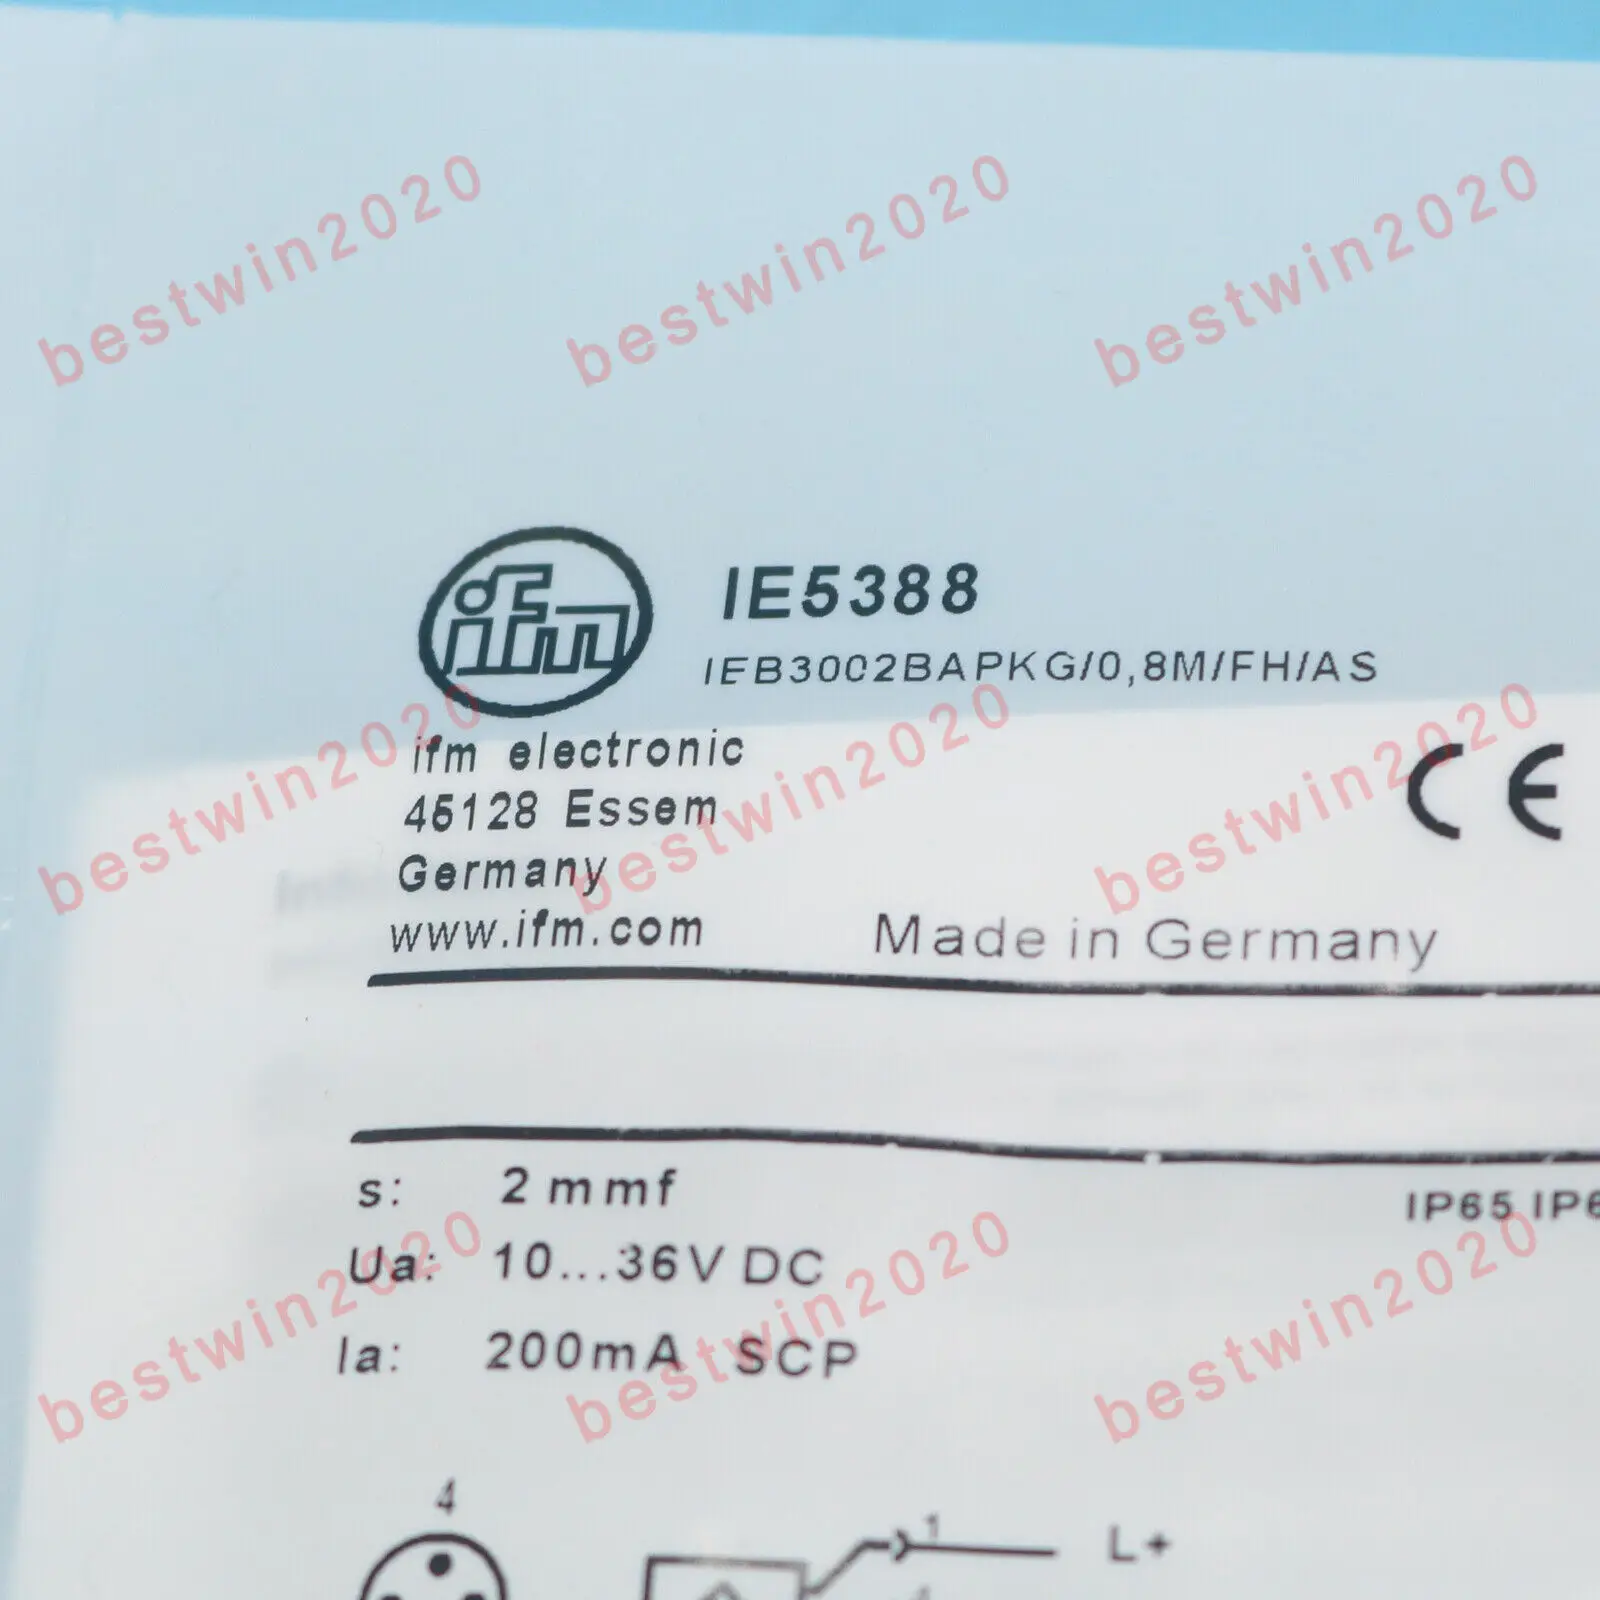 bestwin2020 bestwin2020 bestwin2020
ifm
IE5388
IEB3002BAPKG/0,8M/FH/AS
bestwin2020 bestwin2020 bestwin2020
ifm electronic
CE
45128 Essem
Germany
www.ifm.com
Made in Germany
s: 2 mmf
IP65 IP6
bestwin2020 bestwin2020 bestwin2020
Ua: 10...36V DC
Ia: 200mA SCP
4
1 L+